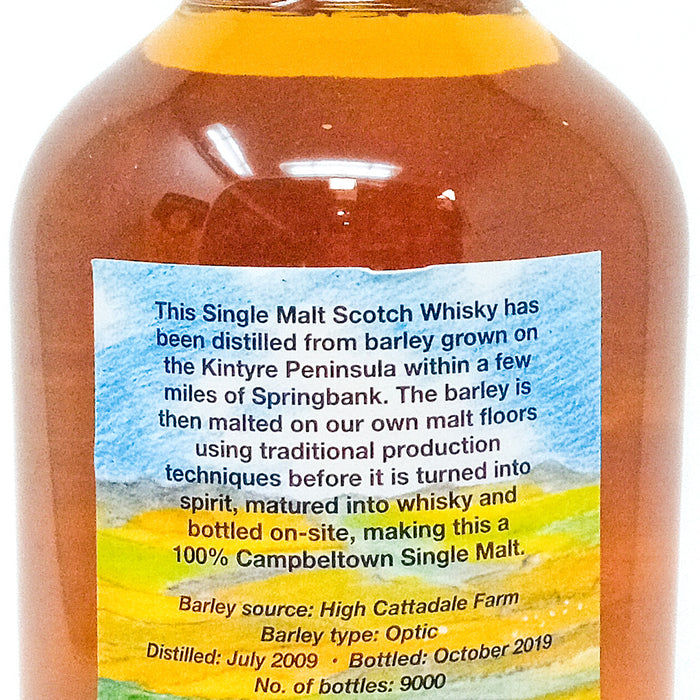 This Single Malt Scotch Whisky has
been distilled from barley grown on
the Kintyre Peninsula within a few
miles of Springbank. The barley is
then malted on our own malt floors
using traditional production
techniques before it is turned into
spirit, matured into whisky and
bottled on-site, making this a
100% Campbeltown Single Malt.
Barley source: High Cattadale Farm
Barley type: Optic
Distilled: July 2009 • Bottled: October 2019
No. of bottles: 9000